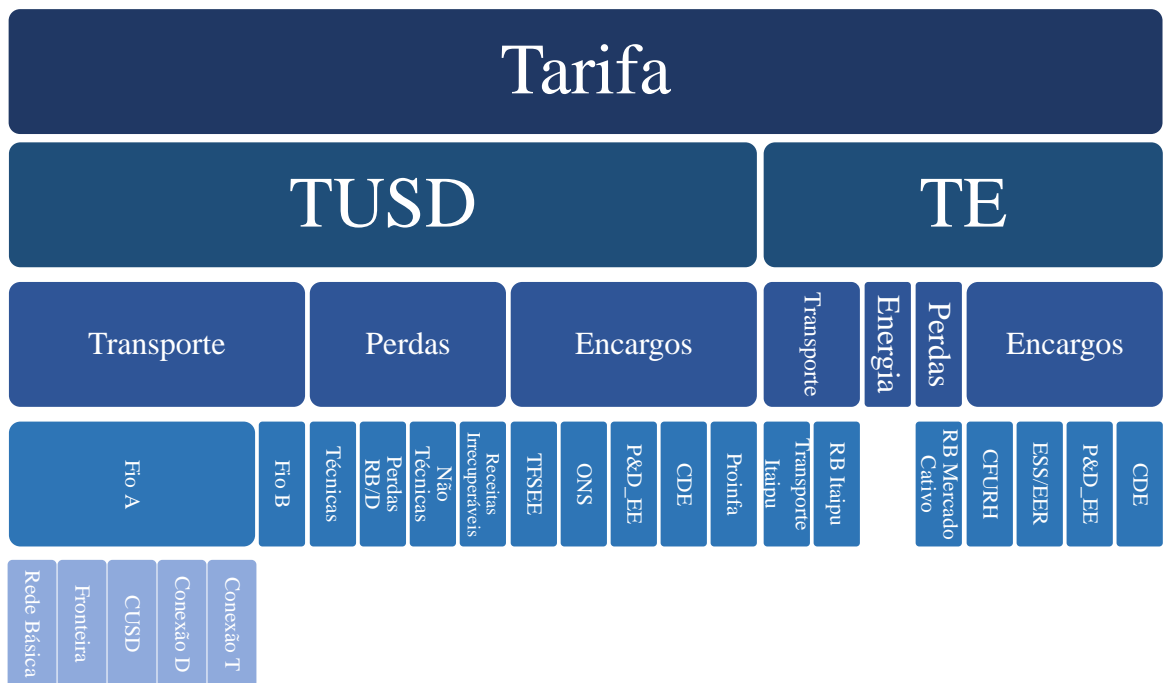 Tarifa
TUSD
TE
Transporte
Perdas
Encargos
Transporte
Energia
Perdas
Encargos
Fio A
Fio B
Técnicas
Perdas
RB/D
Não
Técnicas
Receitas
Irrecuperáveis
TFSEE
ONS
P&D_EE
CDE
Proinfa
Transporte
Itaipu
RB Itaipu
RB Mercado
Cativo
CFURH
ESS/EER
P&D_EE
CDE
Rede Básica
Fronteira
CUSD
Conexão D
Conexão T